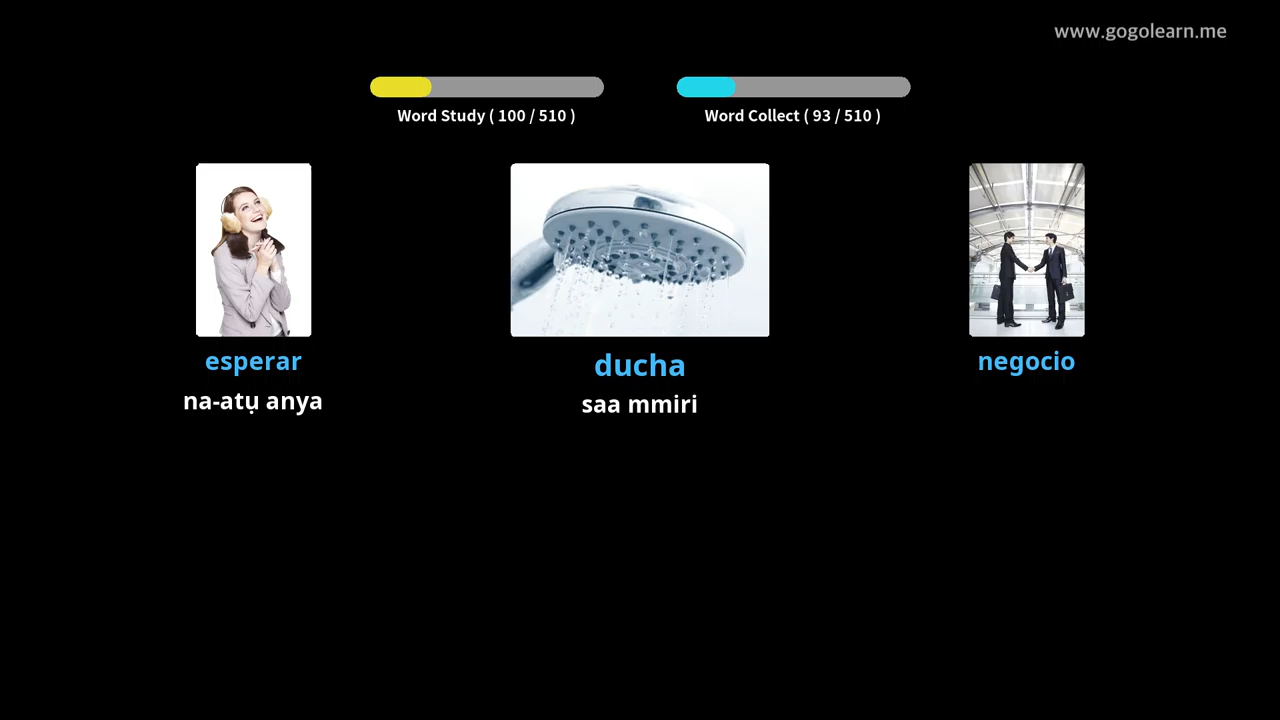 www.gogolearn.me
Word Study ( 100 / 510 )
Word Collect ( 93 / 510 )
esperar
na-atụ anya
ducha
saa mmiri
negocio